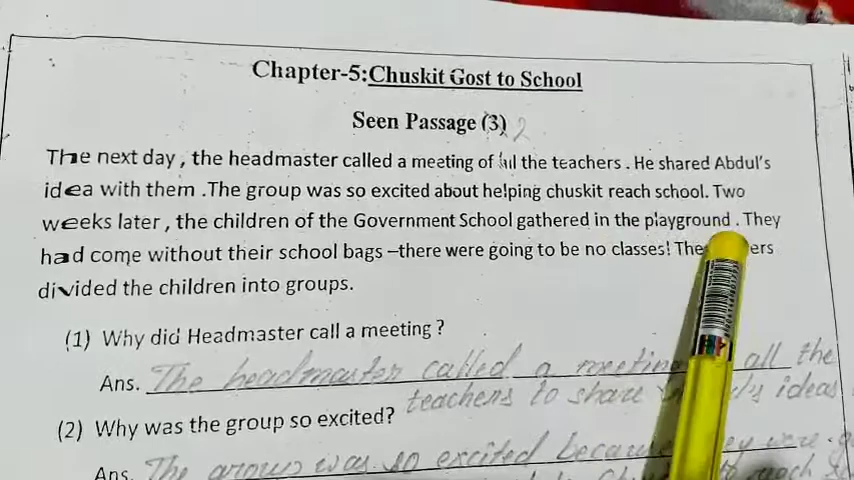 Chapter-5:Chuskit Gost to School
Seen Passage (3) 2
The next day , the headmaster called a meeting of all the teachers . He shared Abdul's
idea with them .The group was so excited about helping chuskit reach school. Two
weeks later , the children of the Government School gathered in the playground . They
had come without their school bags –there were going to be no classes! The ers
divided the children into groups.
(1) Why did Headmaster call a meeting ?
Ans. The headmaster called a meeting all the
teachers to share ideas
(2) Why was the group so excited?
Ans. The group was so excited because they were